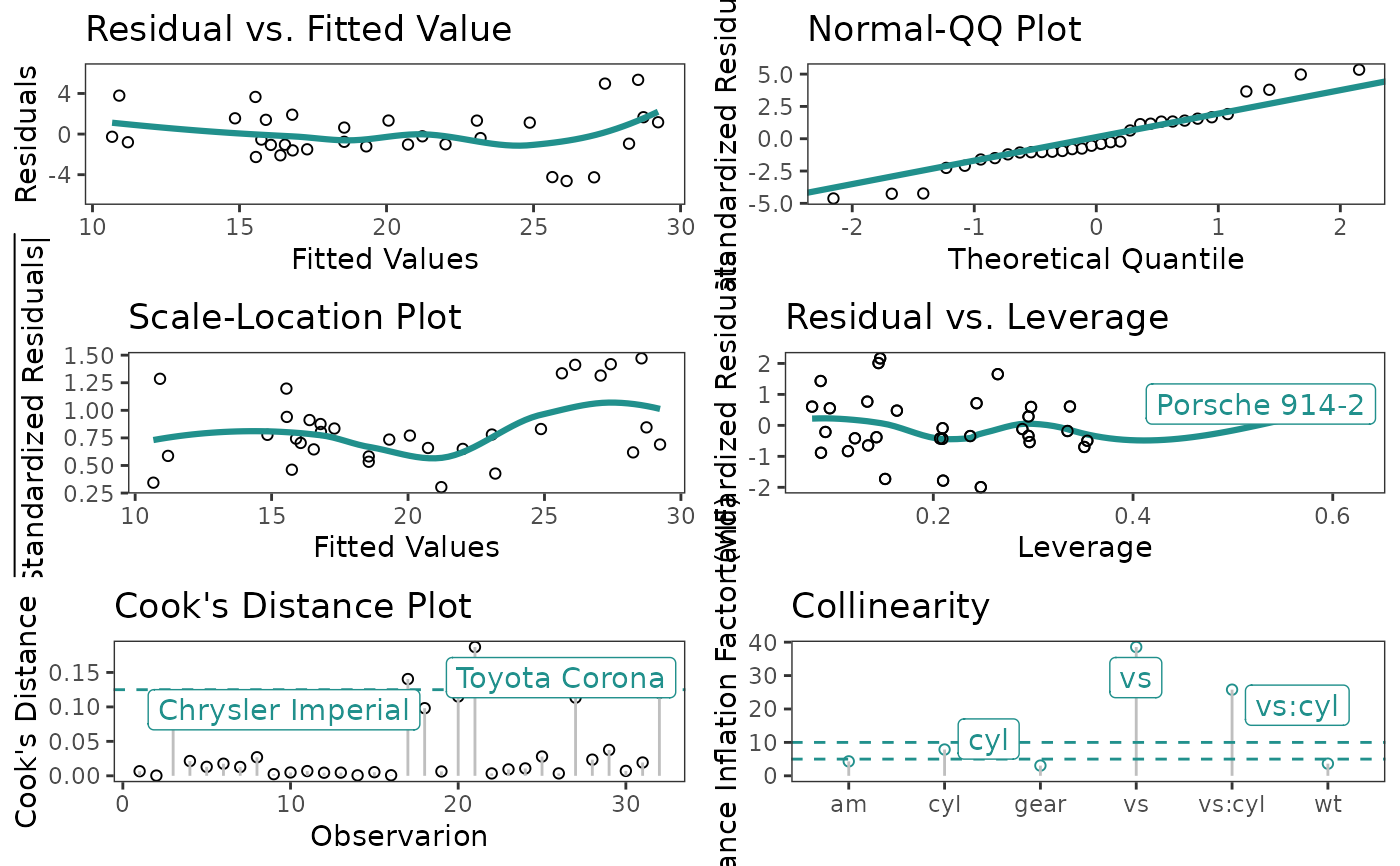 Residual vs. Fitted Value
Residuals
4
0
-4
10 15 20 25 30
Fitted Values
Normal-QQ Plot
5.0
2.5
0.0
-2.5
-5.0
-2 -1 0 1 2
Theoretical Quantile
Scale-Location Plot
Standardized Residuals|
1.50
1.25
1.00
0.75
0.50
0.25
10 15 20 25 30
Fitted Values
Residual vs. Leverage
2
1
0
-1
-2
Porsche 914-2
0.2 0.4 0.6
Leverage
Cook's Distance Plot
Cook's Distance
0.15
0.10
0.05
0.00
Toyota Corona
Chrysler Imperial
0 10 20 30
Observarion
Collinearity
Inflation Factor
40
30
20
10
0
vs
vs:cyl
cyl
am cyl gear vs vs:cyl wt